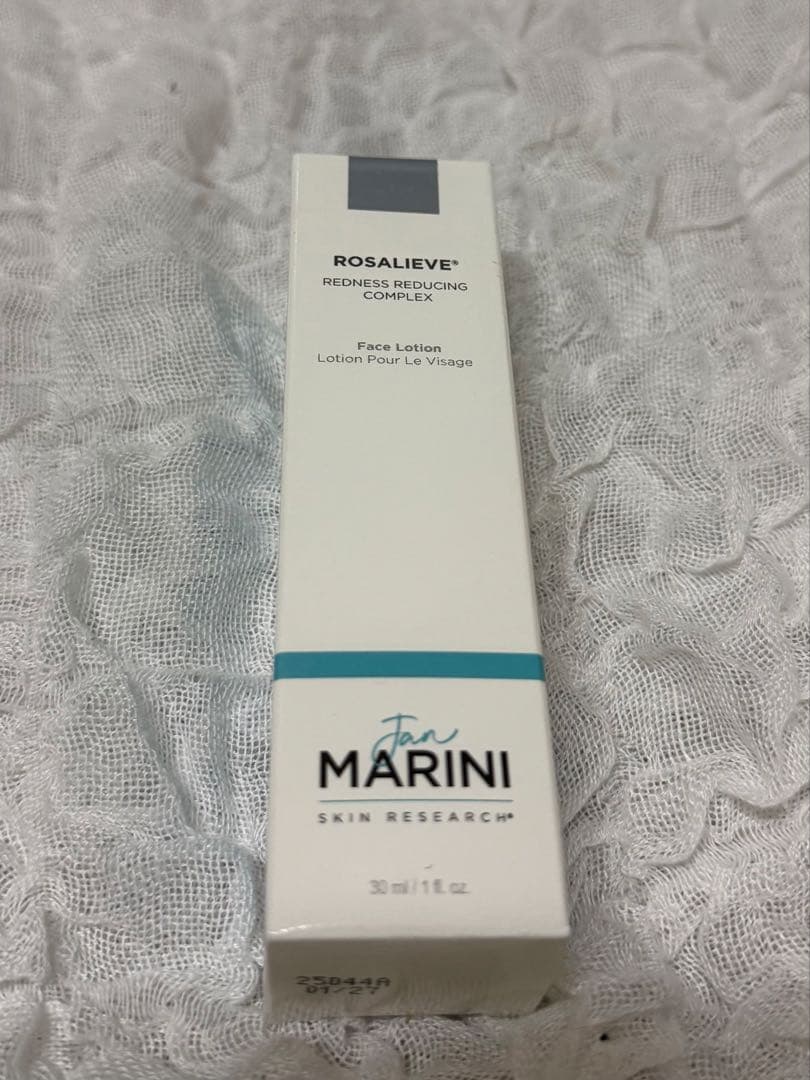 ROSALIEVE®
REDNESS REDUCING
COMPLEX
Face Lotion
Lotion Pour Le Visage
Jan
MARINI
SKIN RESEARCH®
30 ml / 1 fl. oz.
25D44A
01/27